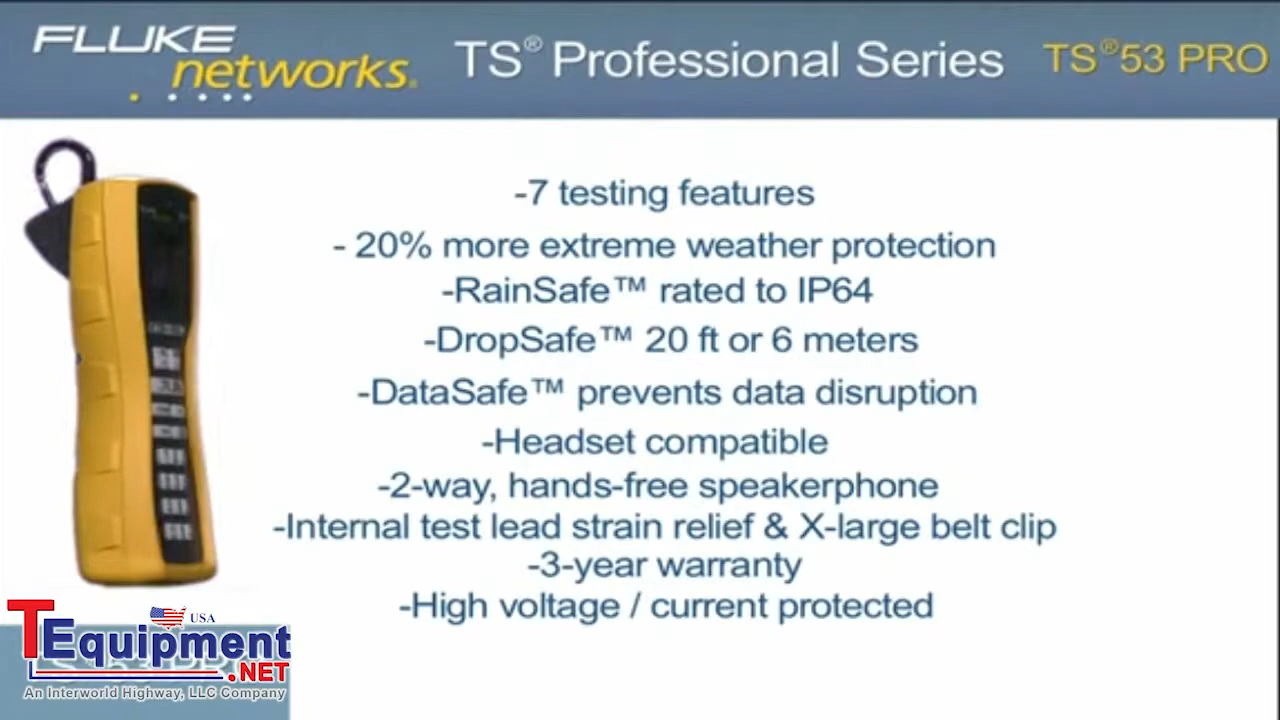 FLUKE
networks®
TS® Professional Series
TS®53 PRO
-7 testing features
- 20% more extreme weather protection
-RainSafe™ rated to IP64
-DropSafe™ 20 ft or 6 meters
-DataSafe™ prevents data disruption
-Headset compatible
-2-way, hands-free speakerphone
-Internal test lead strain relief & X-large belt clip
-3-year warranty
-High voltage / current protected
USA
TEquipment
.NET
An Interworld Highway, LLC Company